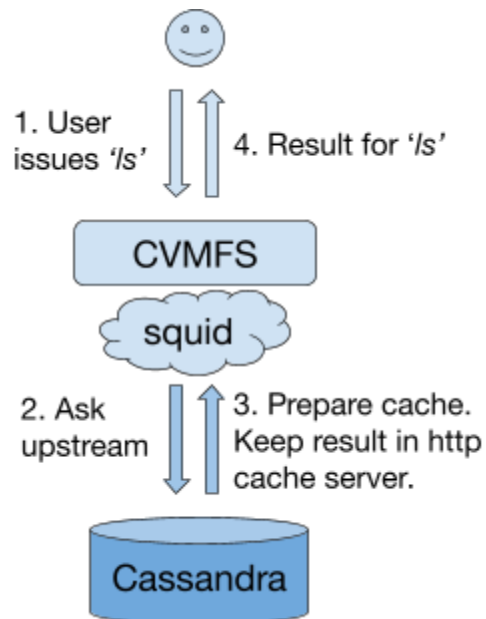 1. User
issues ‘ls’
4. Result for ‘ls’
CVMFS
squid
2. Ask
upstream
3. Prepare cache.
Keep result in http
cache server.
Cassandra